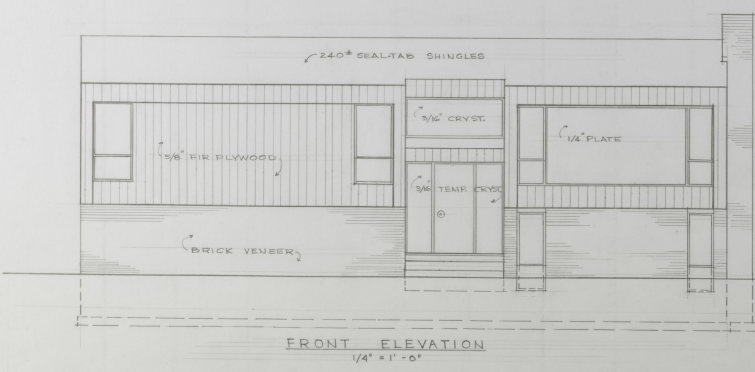 240# SEAL-TAB SHINGLES
3/16" CRYST.
1/4" PLATE
5/8" FIR PLYWOOD
3/16" TEMP. CRYST.
BRICK VENEER
FRONT ELEVATION
1/4" = 1' - 0"